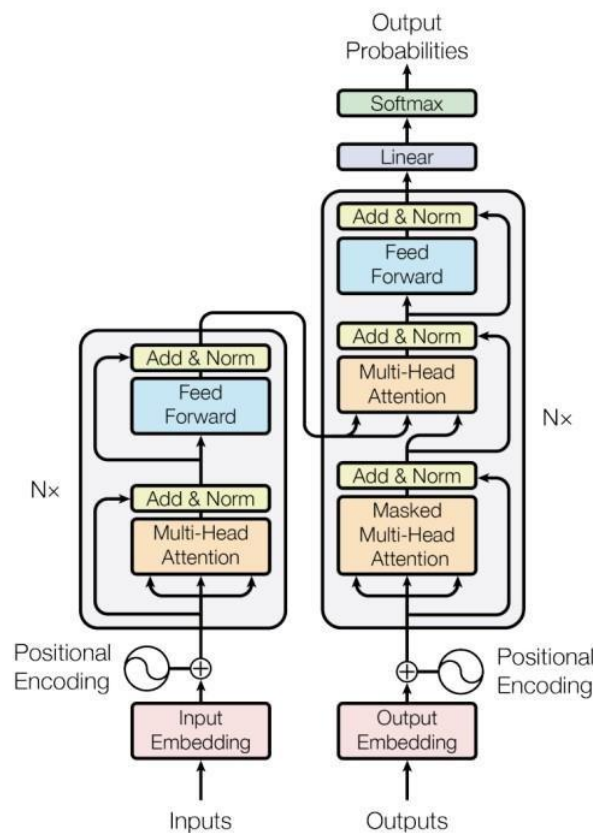 Output
Probabilities
Softmax
Linear
Add & Norm
Feed
Forward
Add & Norm
Multi-Head
Attention
Add & Norm
Masked
Multi-Head
Attention
Nx
Positional
Encoding
Output
Embedding
Outputs
Add & Norm
Feed
Forward
Add & Norm
Multi-Head
Attention
Nx
Positional
Encoding
Input
Embedding
Inputs